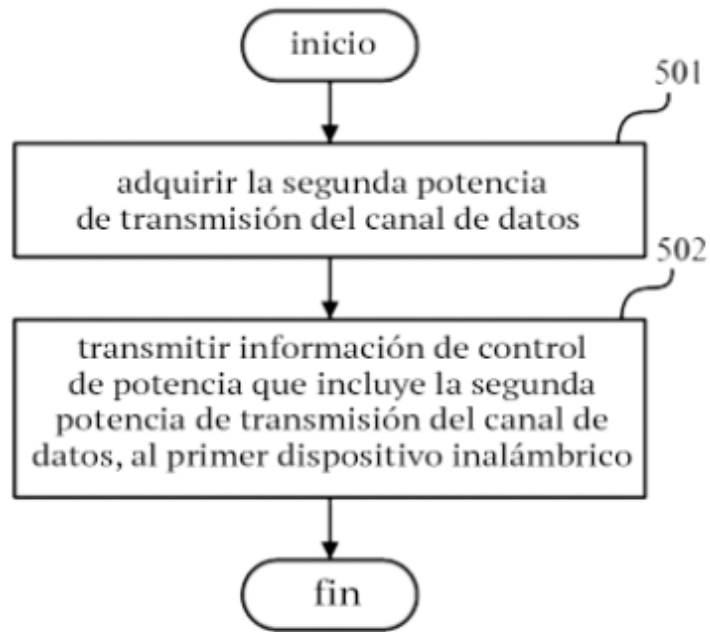 inicio
501
adquirir la segunda potencia
de transmisión del canal de datos
502
transmitir información de control
de potencia que incluye la segunda
potencia de transmisión del canal de
datos, al primer dispositivo inalámbrico
fin